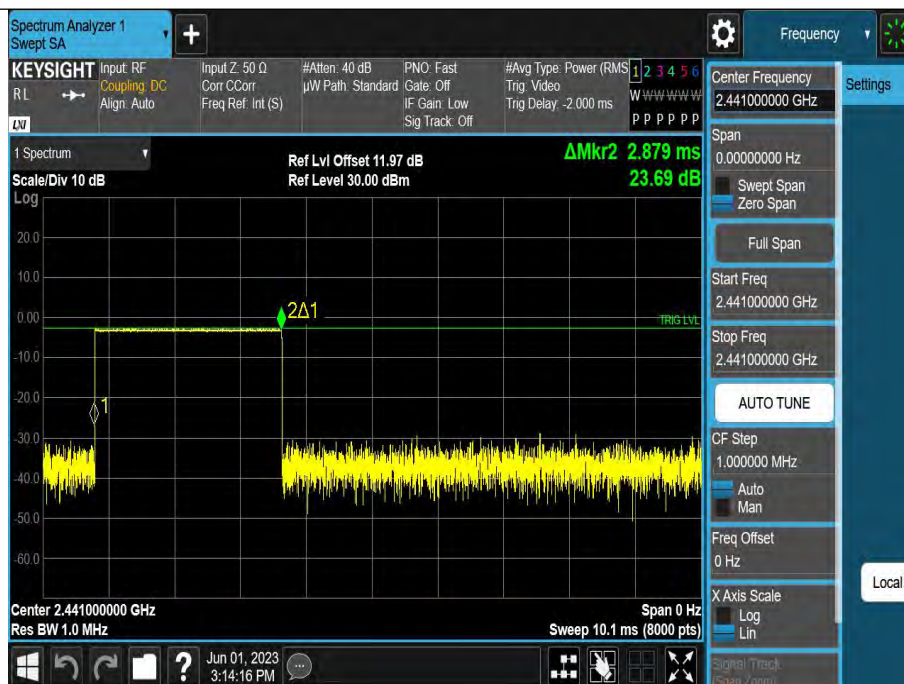 Spectrum Analyzer 1
Swept SA
Frequency
KEYSIGHT
RL
LXI
Input: RF
Coupling: DC
Align: Auto
Input Z: 50 Ω
Corr CCorr
Freq Ref: Int (S)
#Atten: 40 dB
µW Path: Standard
PNO: Fast
Gate: Off
IF Gain: Low
Sig Track: Off
#Avg Type: Power (RMS
Trig: Video
Trig Delay: -2.000 ms
1 2 3 4 5 6
W W W W W W
P P P P P P
Center Frequency
2.441000000 GHz
Settings
Span
0.00000000 Hz
Swept Span
Zero Span
Full Span
Start Freq
2.441000000 GHz
Stop Freq
2.441000000 GHz
AUTO TUNE
CF Step
1.000000 MHz
Auto
Man
Freq Offset
0 Hz
X Axis Scale
Log
Lin
Signal Track
(Span Zoom)
Local
1 Spectrum
Scale/Div 10 dB
Ref Lvl Offset 11.97 dB
Ref Level 30.00 dBm
ΔMkr2 2.879 ms
23.69 dB
Log
20.0
10.0
0.00
-10.0
-20.0
-30.0
-40.0
-50.0
-60.0
2Δ1
TRIG LVL
1
Center 2.441000000 GHz
Res BW 1.0 MHz
Span 0 Hz
Sweep 10.1 ms (8000 pts)
?
Jun 01, 2023
3:14:16 PM